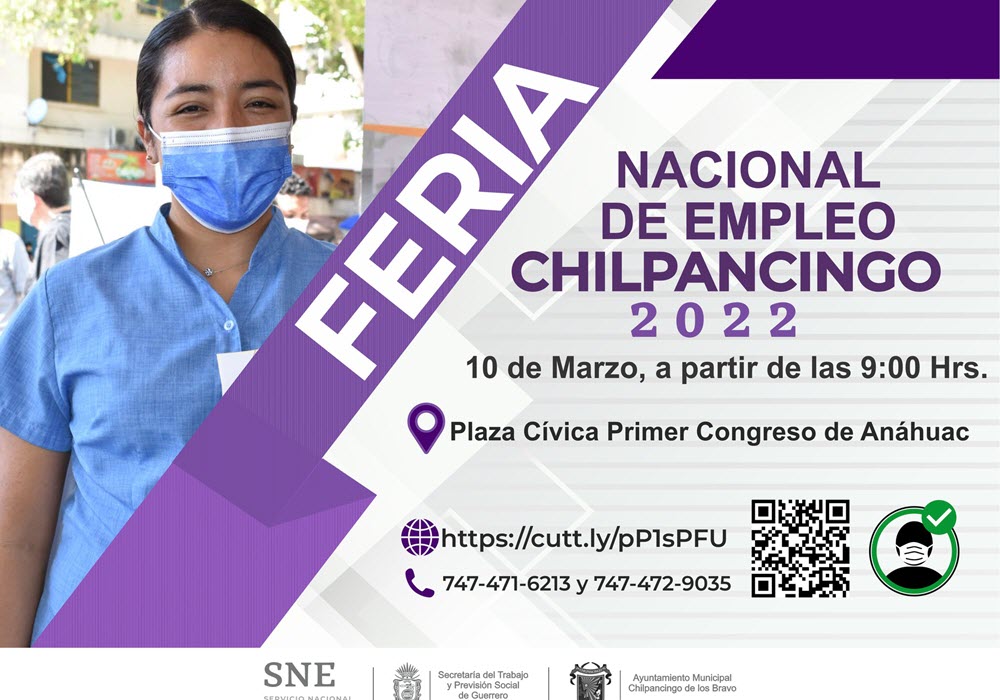 FERIA
NACIONAL
DE EMPLEO
CHILPANCINGO
2022
10 de Marzo, a partir de las 9:00 Hrs.
Plaza Cívica Primer Congreso de Anáhuac
https://cutt.ly/pP1sPFU
747-471-6213 y 747-472-9035
SNE
SERVICIO NACIONAL
Secretaría del Trabajo
y Previsión Social
de Guerrero
Ayuntamiento Municipal
Chilpancingo de los Bravo